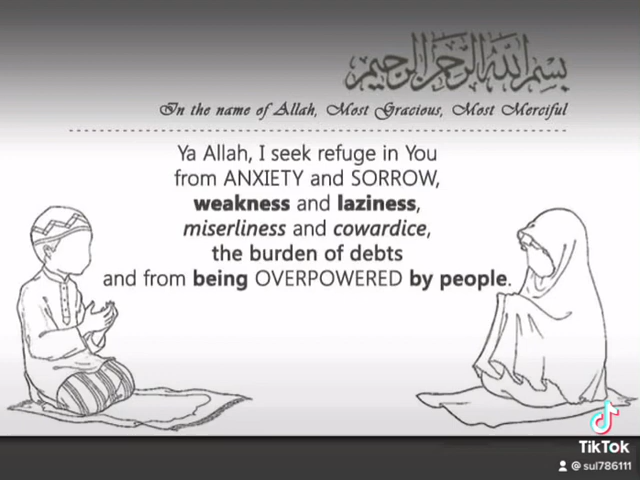 بسم الله الرحمن الرحيم
In the name of Allah, Most Gracious, Most Merciful
Ya Allah, I seek refuge in You
from ANXIETY and SORROW,
weakness and laziness,
miserliness and cowardice,
the burden of debts
and from being OVERPOWERED by people.
TikTok
@sul786111